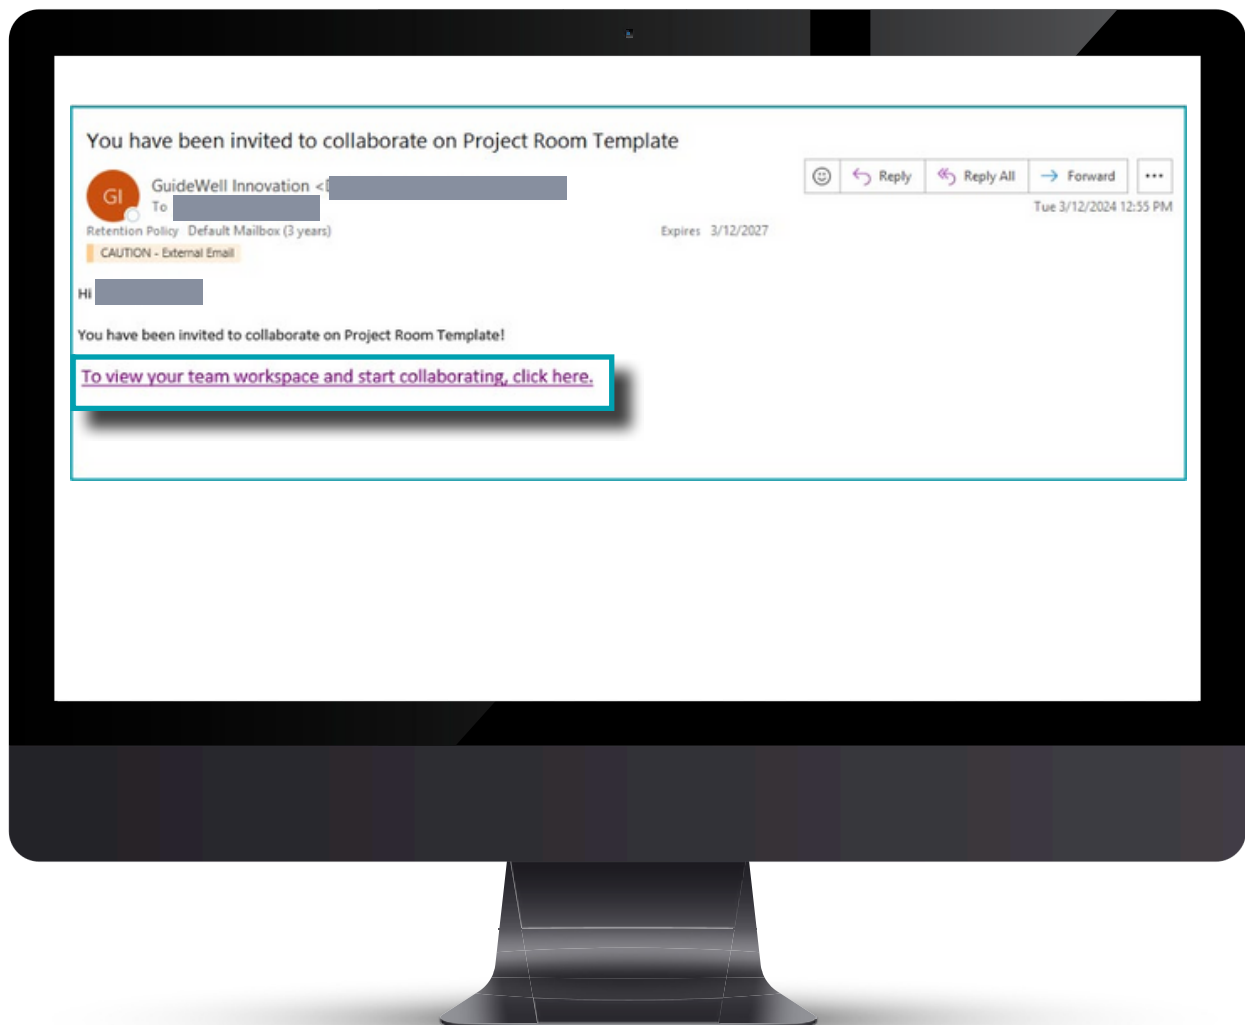 You have been invited to collaborate on Project Room Template
GI
GuideWell Innovation <
To
Reply
Reply All
Forward
Tue 3/12/2024 12:55 PM
Retention Policy Default Mailbox (3 years)
Expires 3/12/2027
CAUTION - External Email
Hi
You have been invited to collaborate on Project Room Template!
To view your team workspace and start collaborating, click here.